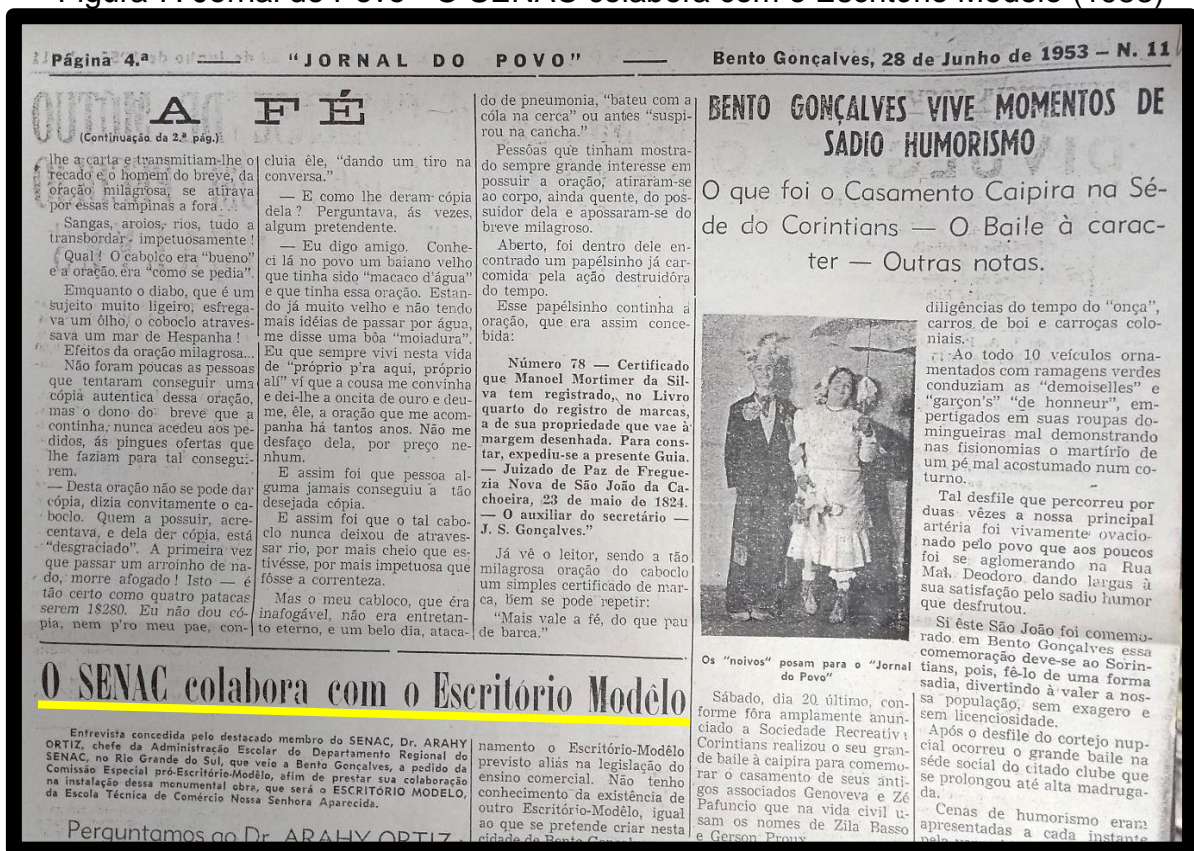 Página 4.ª — "JORNAL DO POVO" — Bento Gonçalves, 28 de Junho de 1953 — N. 11
A FÉ
(Continuação da 2.ª pág.)
lhe a carta e transmitiam-lhe o
recado e o homem do breve, da
oração milagrosa, se atirava
por essas campinas a fora.
Sangas, aroios, rios, tudo a
transbordar impetuosamente !
Qual ! O cabolco era "bueno"
e a oração era "como se pedia".
Emquanto o diabo, que é um
sujeito muito ligeiro, esfrega-
va um ôlho, o coboclo atraves-
sava um mar de Hespanha !
Efeitos da oração milagrosa...
Não foram poucas as pessoas
que tentaram conseguir uma
cópia autentica dessa oração,
mas o dono do breve que a
continha, nunca acedeu aos pe-
didos, ás pingues ofertas que
lhe faziam para tal consegui-
rem.
— Desta oração não se pode dar
cópia, dizia convitamente o ca-
boclo. Quem a possuir, acre-
centava, e dela der cópia, está
"desgraciado". A primeira vez
que passar um arroinho de na-
do, morre afogado ! Isto — é
tão certo como quatro patacas
serem 1$280. Eu não dou có-
pia, nem p'ro meu pae, con-
cluia êle, "dando um tiro na
conversa."
— E como lhe deram cópia
dela ? Perguntava, ás vezes,
algum pretendente.
— Eu digo amigo. Conhe-
ci lá no povo um baiano velho
que tinha sido "macaco d'água"
e que tinha essa oração. Estan-
do já muito velho e não tendo
mais idéias de passar por água,
me disse uma bôa "moiadura".
Eu que sempre vivi nesta vida
de "próprio p'ra aqui, próprio
alí" ví que a cousa me convinha
e dei-lhe a oncita de ouro e deu-
me, êle, a oração que me acom-
panha há tantos anos. Não me
desfaço dela, por preço ne-
nhum.
E assim foi que pessoa al-
guma jamais conseguiu a tão
desejada cópia.
E assim foi que o tal cabo-
clo nunca deixou de atraves-
sar rio, por mais cheio que es-
tivésse, por mais impetuosa que
fôsse a correnteza.
Mas o meu cabloco, que éra
inafogável, não era entretan-
to eterno, e um belo dia, ataca-
do de pneumonia, "bateu com a
cóla na cerca" ou antes "suspi-
rou na cancha."
Pessôas que tinham mostra-
do sempre grande interesse em
possuir a oração, atiraram-se
ao corpo, ainda quente, do pos-
suidor dela e apossaram-se do
breve milagroso.
Aberto, foi dentro dele en-
contrado um papélsinho já car-
comida pela ação destruidôra
do tempo.
Esse papélsinho continha a
oração, que era assim conce-
bida:
Número 78 — Certificado
que Manoel Mortimer da Sil-
va tem registrado, no Livro
quarto do registro de marcas,
a de sua propriedade que vae à
margem desenhada. Para cons-
tar, expediu-se a presente Guia.
— Juizado de Paz de Fregue-
zia Nova de São João da Ca-
choeira, 23 de maio de 1824.
— O auxiliar do secretário —
J. S. Gonçalves."
Já vê o leitor, sendo a tão
milagrosa oração do caboclo
um simples certificado de mar-
ca, bem se pode repetir:
"Mais vale a fé, do que pau
de barca."
BENTO GONÇALVES VIVE MOMENTOS DE
SADIO HUMORISMO
O que foi o Casamento Caipira na Sé-
de do Corintians — O Baile à carac-
ter — Outras notas.
Os "noivos" posam para o "Jornal
do Povo"
Sábado, dia 20 último, con-
forme fôra amplamente anun-
ciado a Sociedade Recreativa
Corintians realizou o seu gran-
de baile à caipira para comemu-
rar o casamento de seus anti-
gos associados Genoveva e Zé
Pafuncio que na vida civil u-
sam os nomes de Zila Basso
e Gerson Proux
diligências do tempo do "onça",
carros de boi e carroças colo-
niais.
Ao todo 10 veículos orna-
mentados com ramagens verdes
conduziam as "demoiselles" e
"garçon's" "de honneur", em-
pertigados em suas roupas do-
mingueiras mal demonstrando
nas fisionomias o martírio de
um pé mal acostumado num co-
turno.
Tal desfile que percorreu por
duas vêzes a nossa principal
artéria foi vivamente ovacio-
nado pelo povo que aos poucos
foi se aglomerando na Rua
Mal. Deodoro dando largas à
sua satisfação pelo sadio humor
que desfrutou.
Si êste São João foi comemo-
rado em Bento Gonçalves essa
comemoração deve-se ao Sorin-
tians, pois, fê-lo de uma forma
sadia, divertindo à valer a nos-
sa população, sem exagero e
sem licenciosidade.
Após o desfile do cortejo nup-
cial ocorreu o grande baile na
séde social do citado clube que
se prolongou até alta madruga-
da.
Cenas de humorismo eram
apresentadas a cada instante
O SENAC colabora com o Escritório Modêlo
Entrevista concedida pelo destacado membro do SENAC, Dr. ARAHY
ORTIZ, chefe da Administração Escolar do Departamento Regional do
SENAC, no Rio Grande do Sul, que veio a Bento Gonçalves, a pedido da
Comissão Especial pró-Escritório-Modêlo, afim de prestar sua colaboração
na instalação dessa monumental obra, que será o ESCRITÓRIO MODELO,
da Escola Técnica de Comércio Nossa Senhora Aparecida.
Perguntamos ao Dr. ARAHY ORTIZ
namento o Escritório-Modêlo
previsto aliás na legislação do
ensino comercial. Não tenho
conhecimento da existência de
outro Escritório-Modêlo, igual
ao que se pretende criar nesta
cidade de Bento